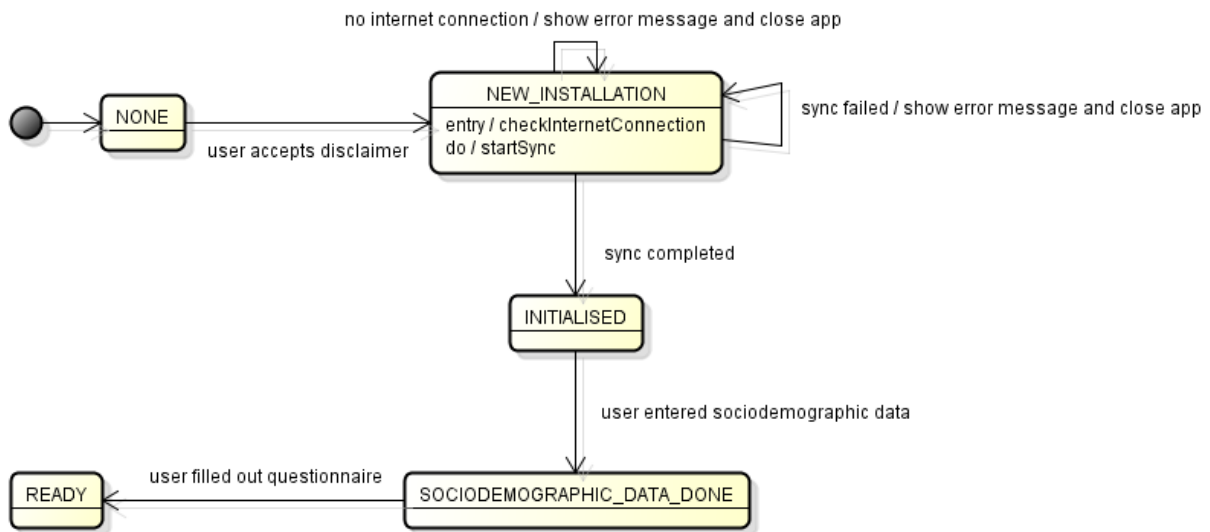 no internet connection / show error message and close app
NEW_INSTALLATION
entry / checkInternetConnection
do / startSync
sync failed / show error message and close app
NONE
user accepts disclaimer
sync completed
INITIALISED
user entered sociodemographic data
user filled out questionnaire
READY
SOCIODEMOGRAPHIC_DATA_DONE